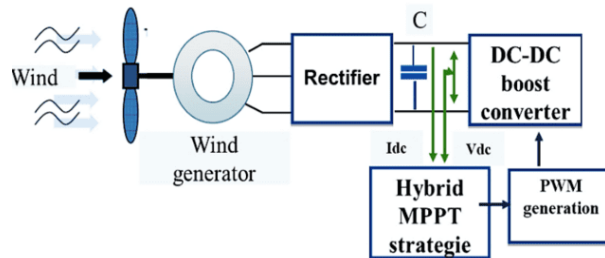 C
Wind
Rectifier
DC-DC
boost
converter
Wind
generator
Idc
Vdc
Hybrid
MPPT
strategie
PWM
generation